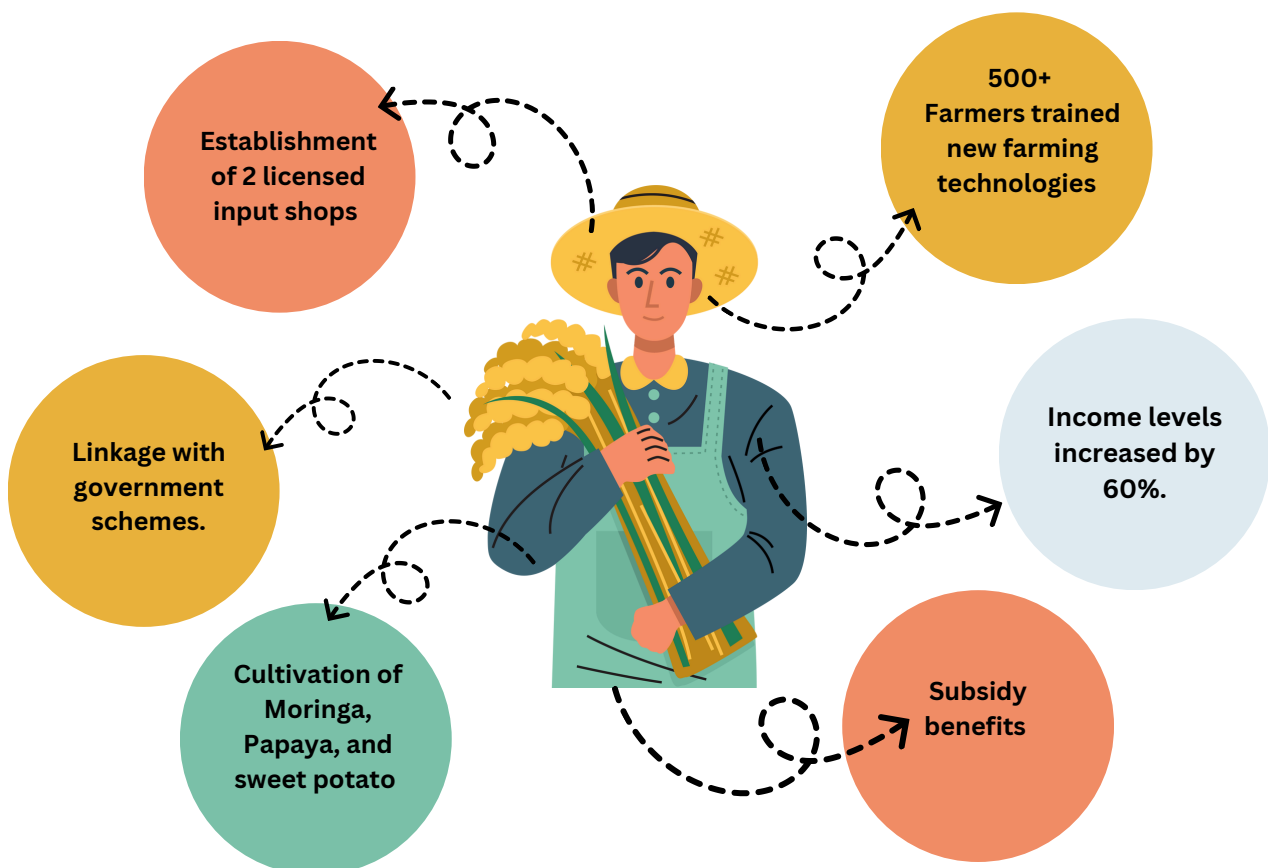 Establishment
of 2 licensed
input shops
500+
Farmers trained
new farming
technologies
Linkage with
government
schemes.
Income levels
increased by
60%.
Cultivation of
Moringa,
Papaya, and
sweet potato
Subsidy
benefits